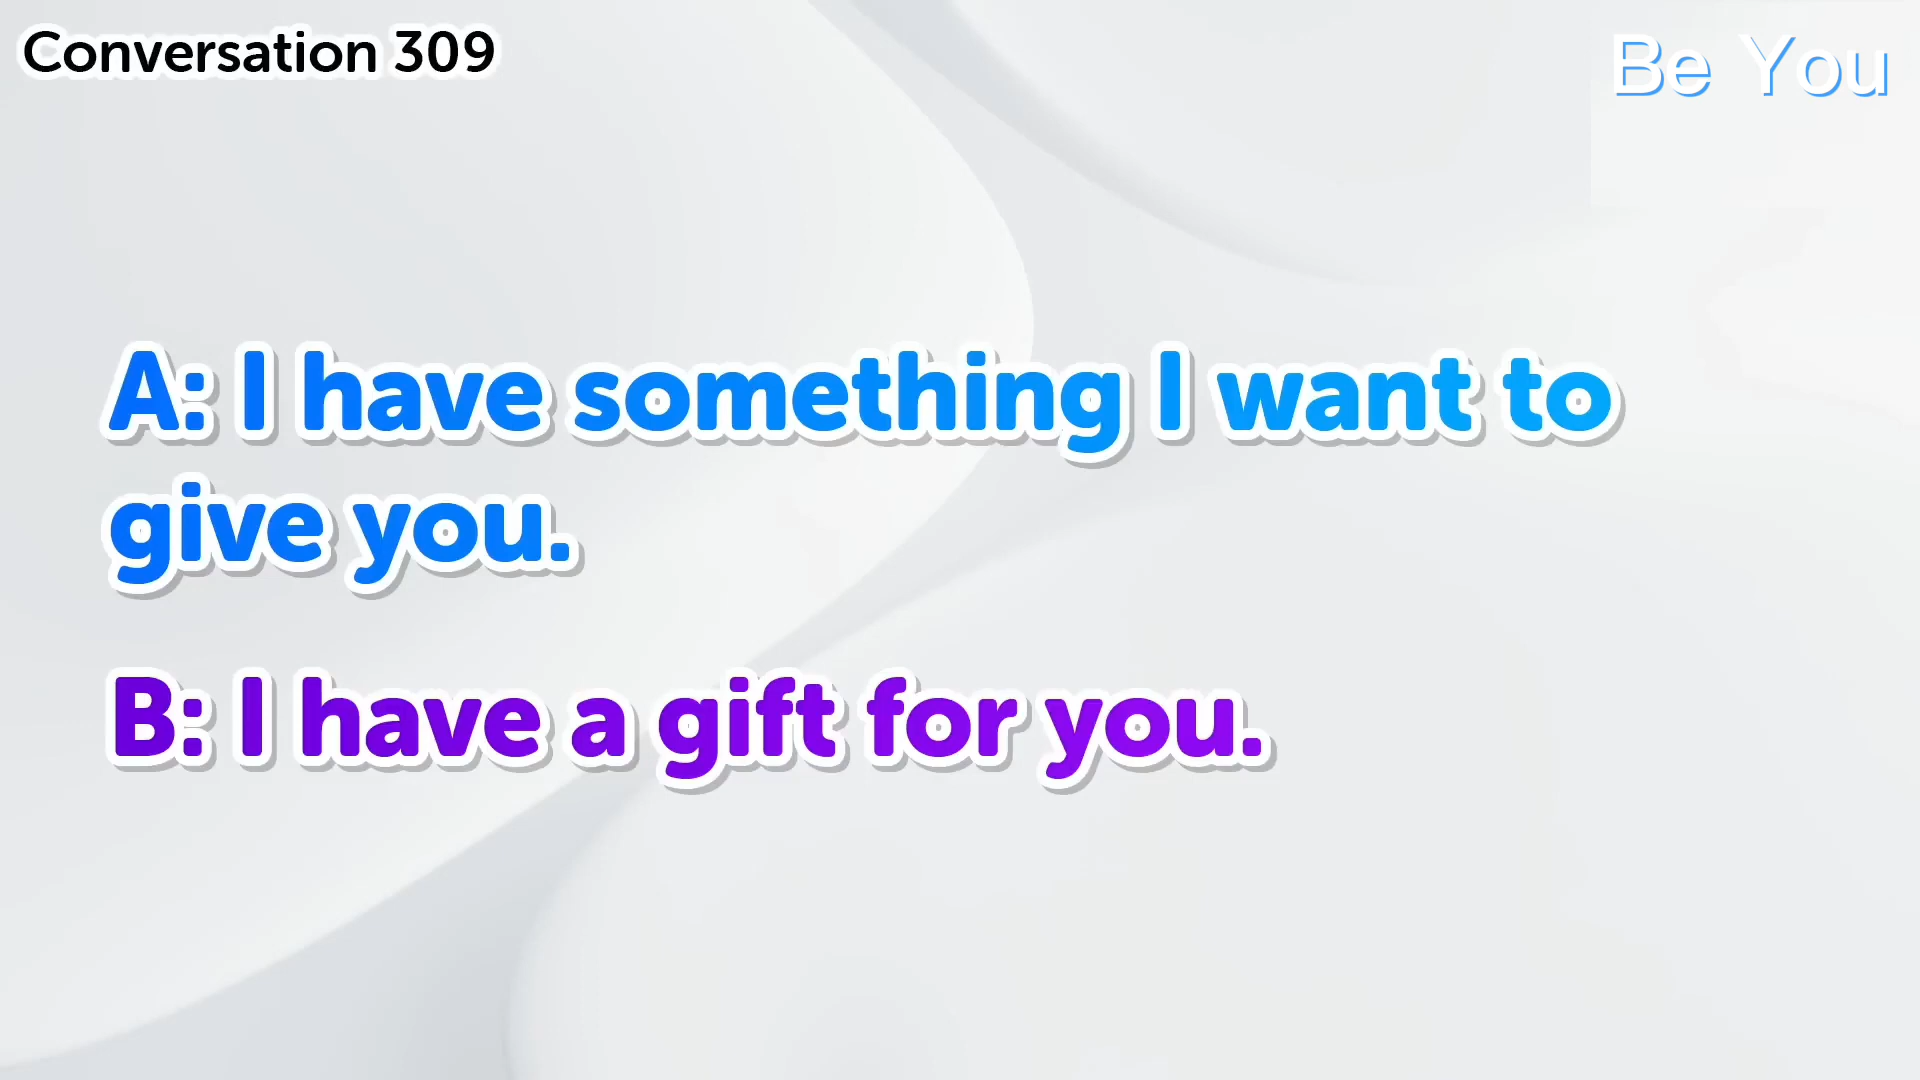 Conversation 309
Be You
A: I have something I want to
give you.
B: I have a gift for you.